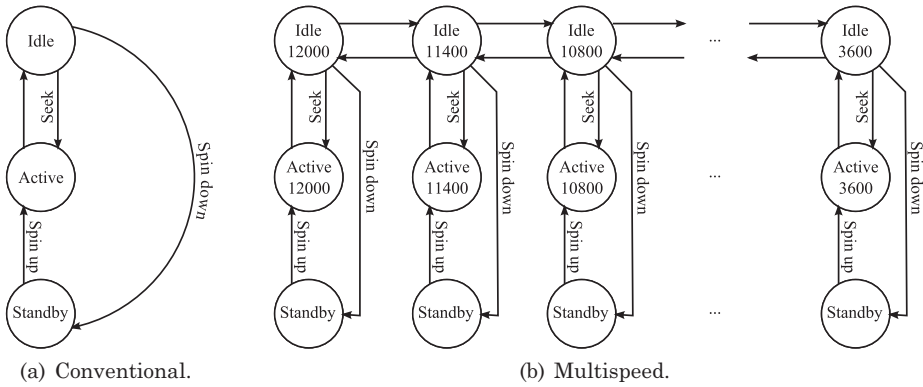 Idle
Seek
Active
Spin up
Standby
Spin down
(a) Conventional.
Idle
12000
Idle
11400
Idle
10800
...
Idle
3600
Seek
Seek
Seek
Seek
Active
12000
Spin down
Active
11400
Spin down
Active
10800
Spin down
...
Active
3600
Spin down
Spin up
Spin up
Spin up
Spin up
Standby
Standby
Standby
...
Standby
(b) Multispeed.